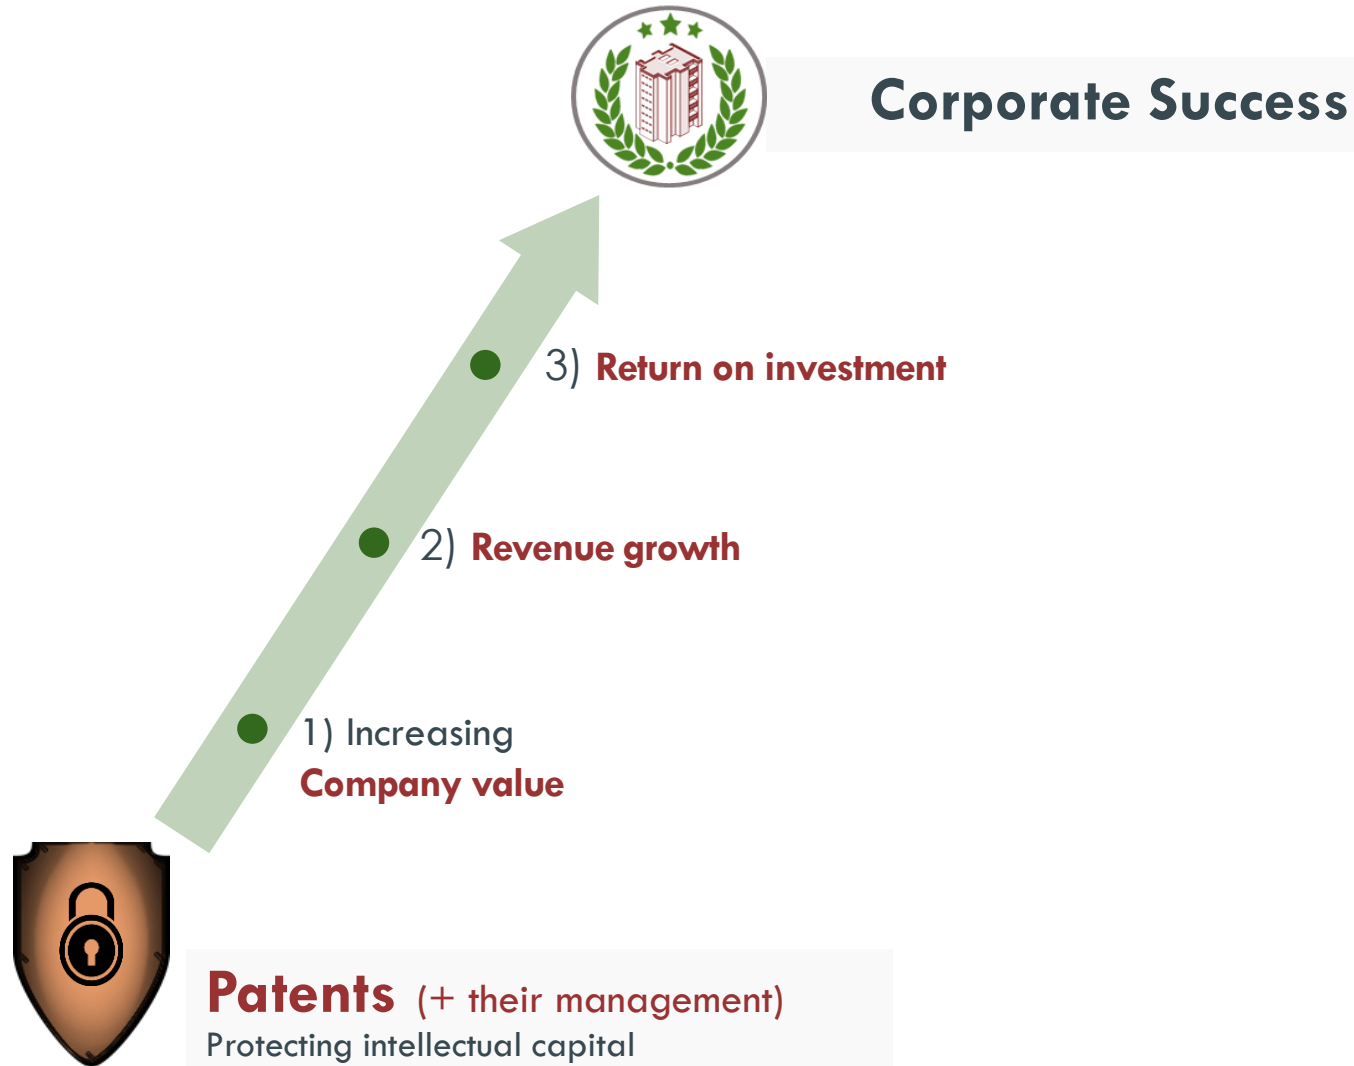 Corporate Success
3) Return on investment
2) Revenue growth
1) Increasing
Company value
Patents (+ their management)
Protecting intellectual capital